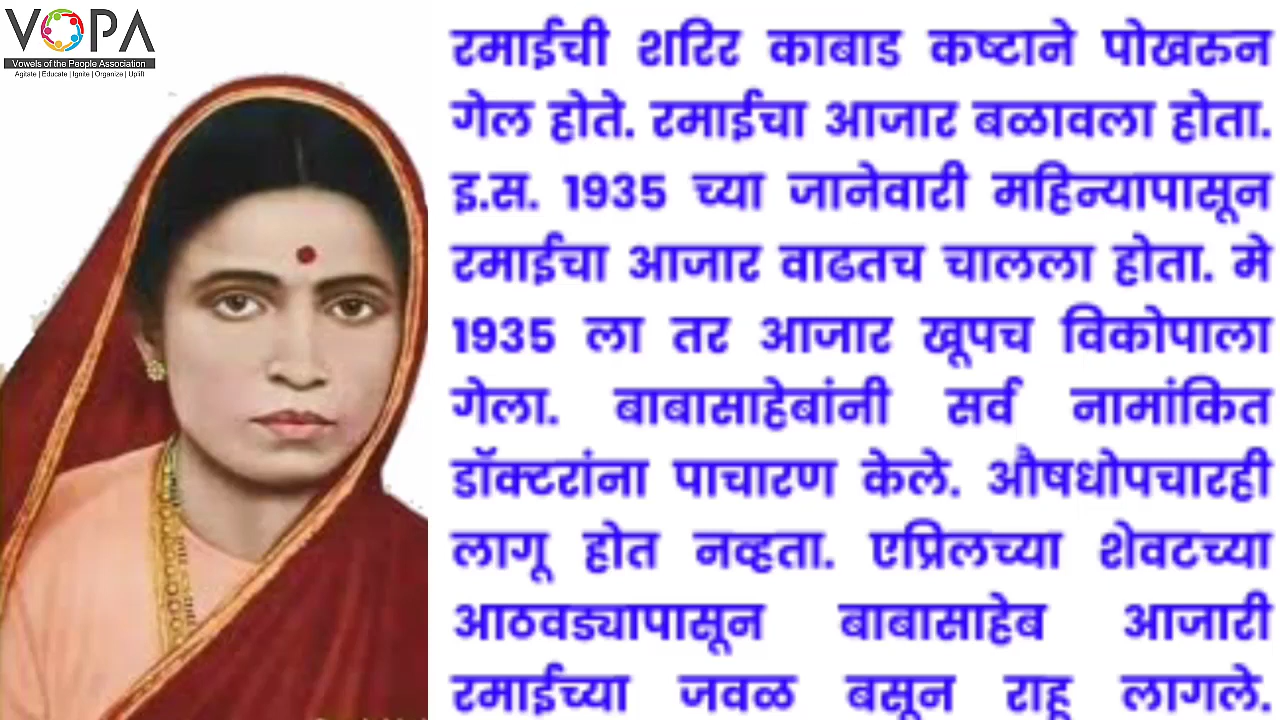 VOPA
Vowels of the People Association
Agitate | Educate | Ignite | Organize | Uplift
रमाईची शरिर काबाड कष्टाने पोखरुन
गेल होते. रमाईचा आजार बळावला होता.
इ.स. 1935 च्या जानेवारी महिन्यापासून
रमाईचा आजार वाढतच चालला होता. मे
1935 ला तर आजार खूपच विकोपाला
गेला. बाबासाहेबांनी सर्व नामांकित
डॉक्टरांना पाचारण केले. औषधोपचारही
लागू होत नव्हता. एप्रिलच्या शेवटच्या
आठवड्यापासून बाबासाहेब आजारी
रमाईच्या जवळ बसून राहू लागले.